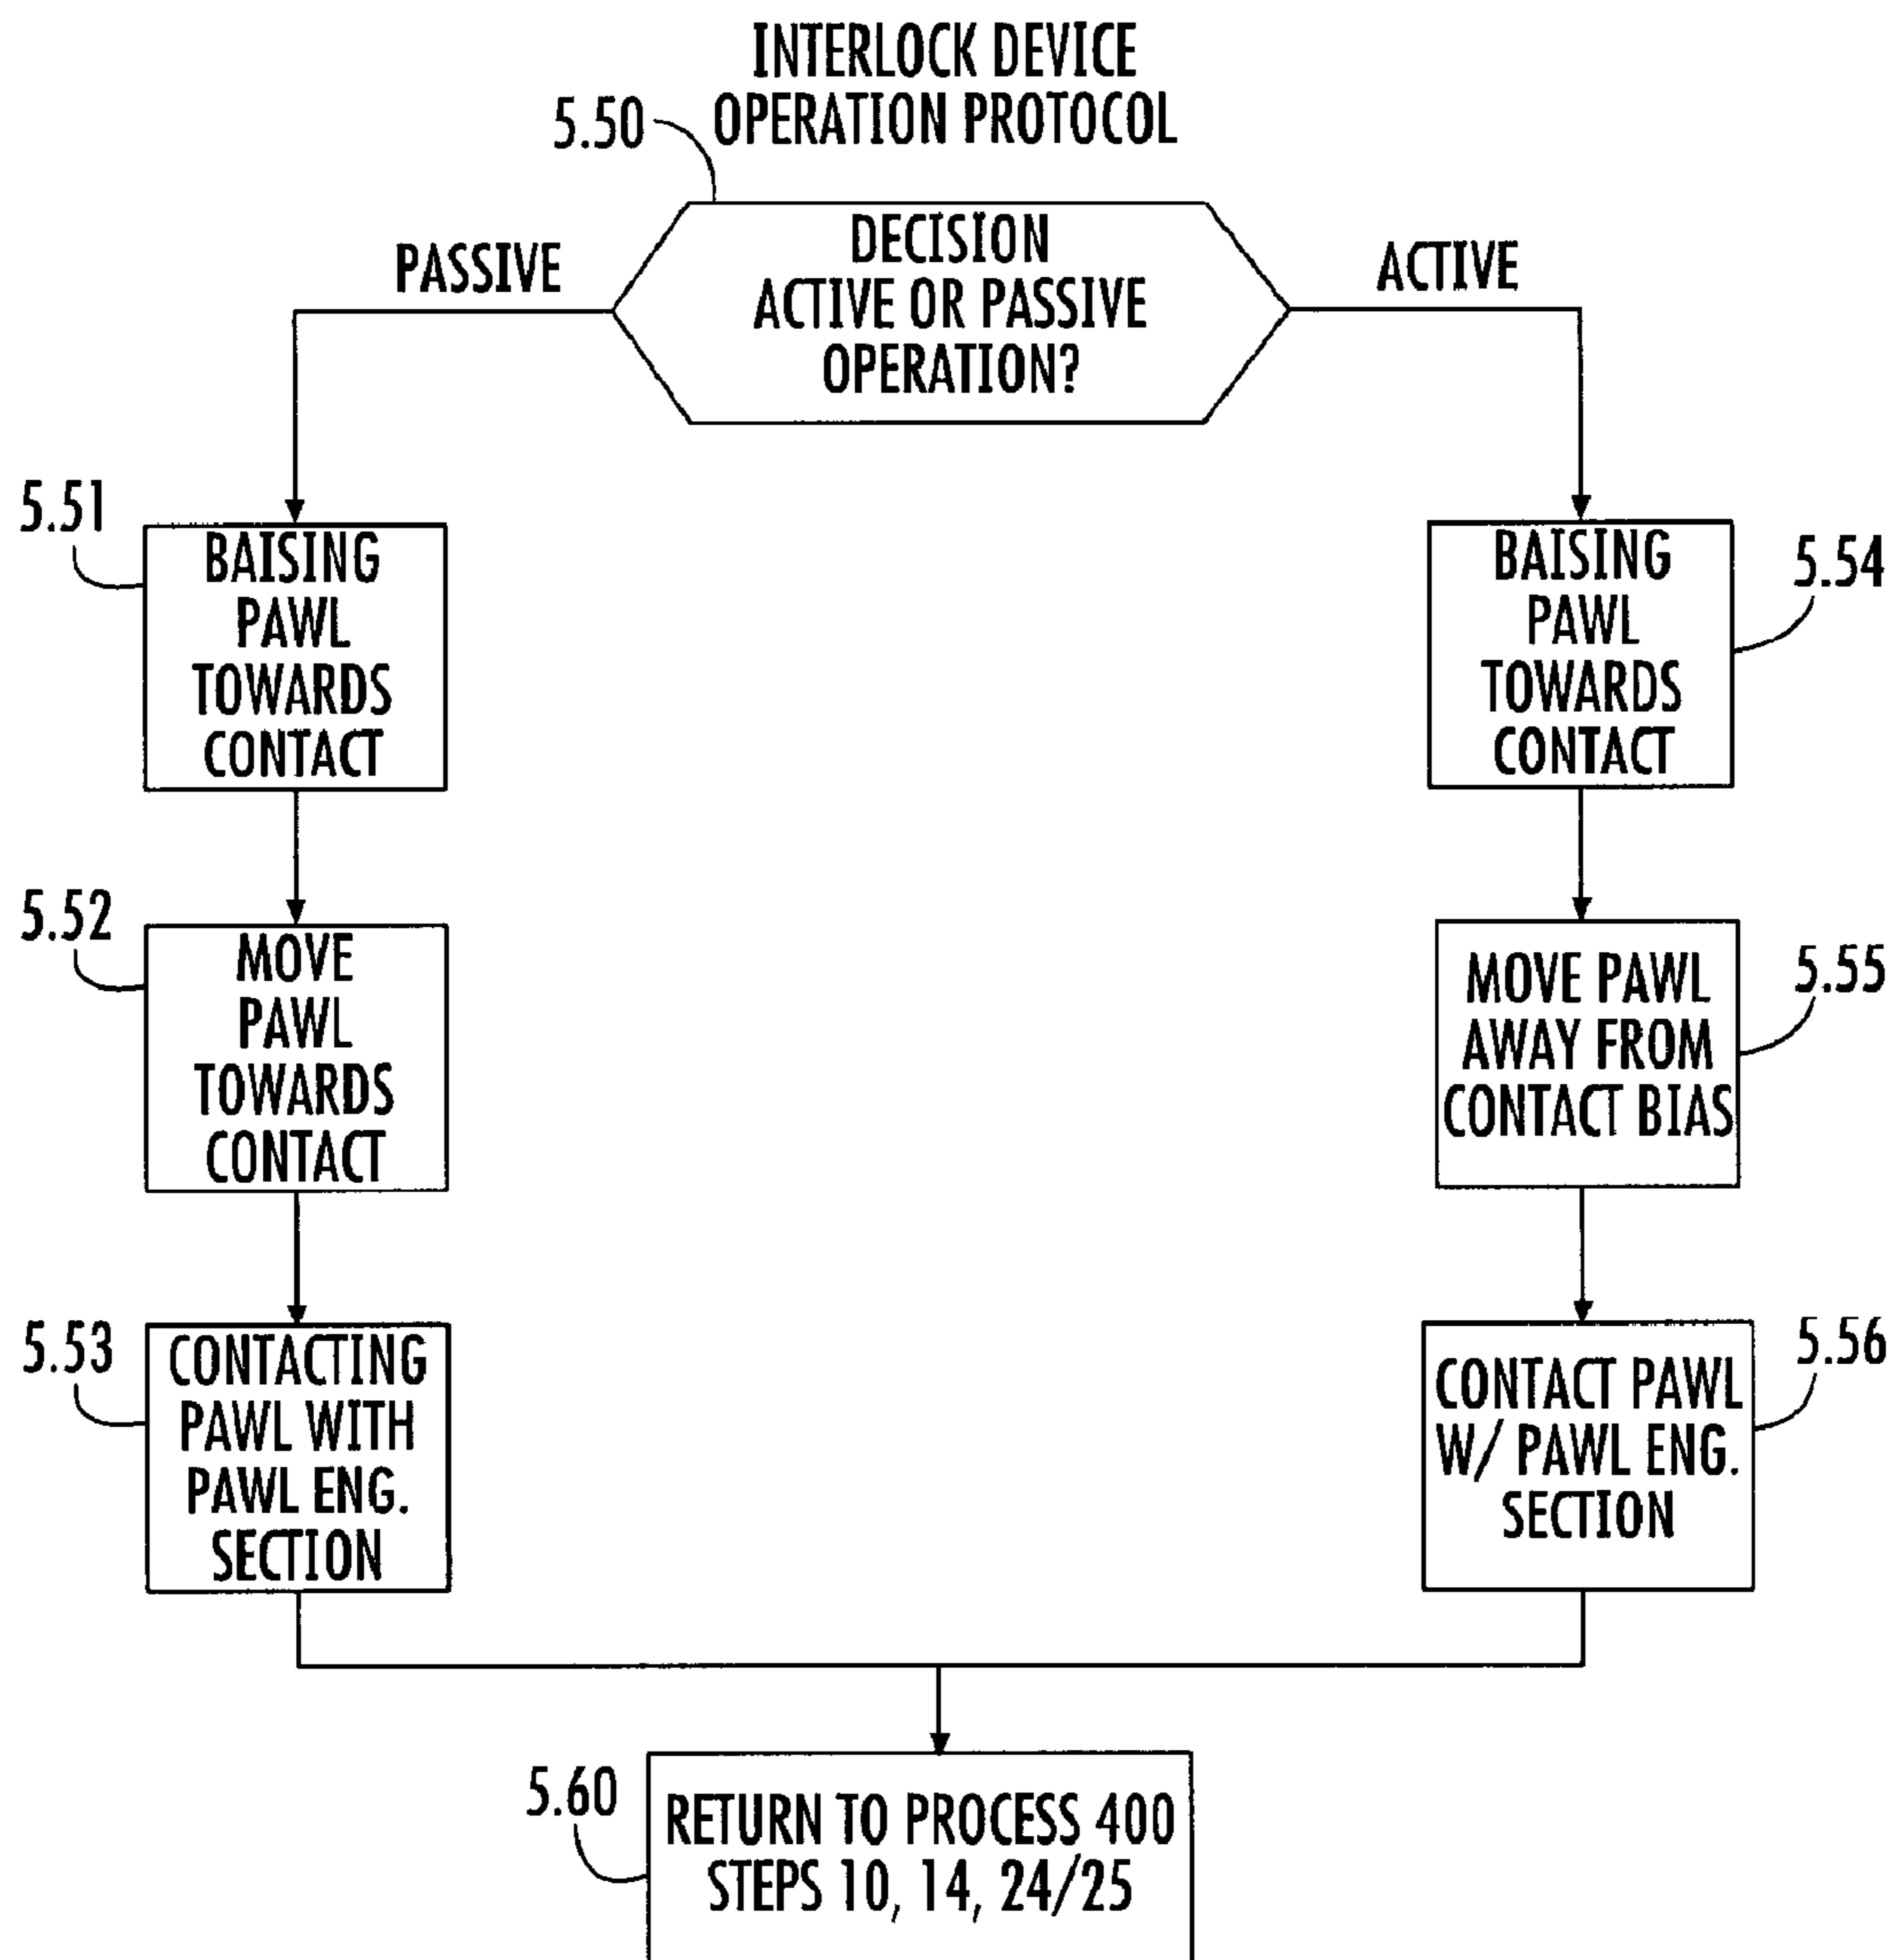 INTERLOCK DEVICE
OPERATION PROTOCOL
5.50
DECISION
ACTIVE OR PASSIVE
OPERATION?
PASSIVE
ACTIVE
5.51
BAISING
PAWL
TOWARDS
CONTACT
5.52
MOVE
PAWL
TOWARDS
CONTACT
5.53
CONTACTING
PAWL WITH
PAWL ENG.
SECTION
5.54
BAISING
PAWL
TOWARDS
CONTACT
5.55
MOVE PAWL
AWAY FROM
CONTACT BIAS
5.56
CONTACT PAWL
W/ PAWL ENG.
SECTION
5.60
RETURN TO PROCESS 400
STEPS 10, 14, 24/25